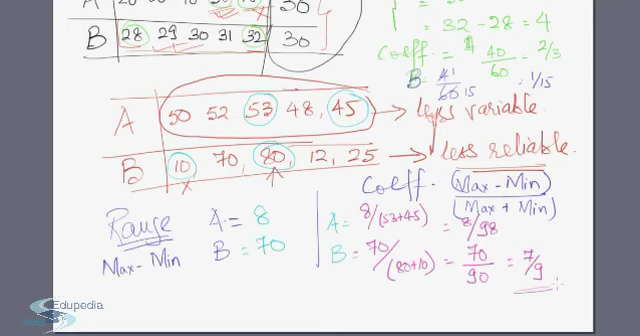 30
B 28 29 30 31 32 30
= 32 - 28 = 4
Coeff = 40/60 = 2/3
B = 4/60 15 = 1/15
A 50 52 53 48, 45 → less variable
B 10 70, 80, 12, 25 → less reliable.
Coeff. (Max - Min)/(Max + Min)
Range A = 8
Max - Min B = 70
A = 8/(53+45) = 8/98
B = 70/(80+10) = 70/90 = 7/9
Edupedia